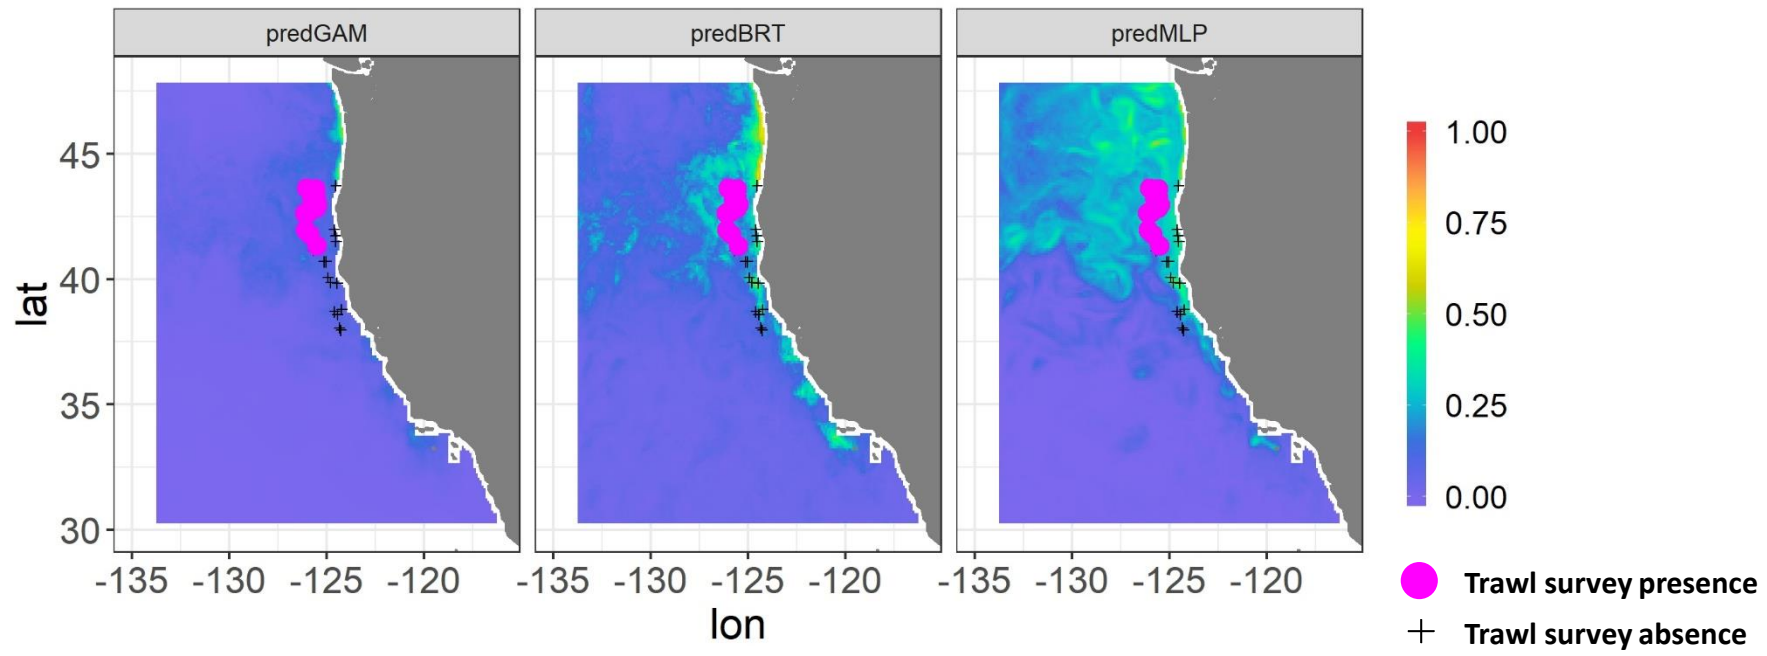 predGAM predBRT predMLP
lat
45
40
35
30
-135 -130 -125 -120 -135 -130 -125 -120 -135 -130 -125 -120
lon
1.00
0.75
0.50
0.25
0.00
Trawl survey presence
Trawl survey absence